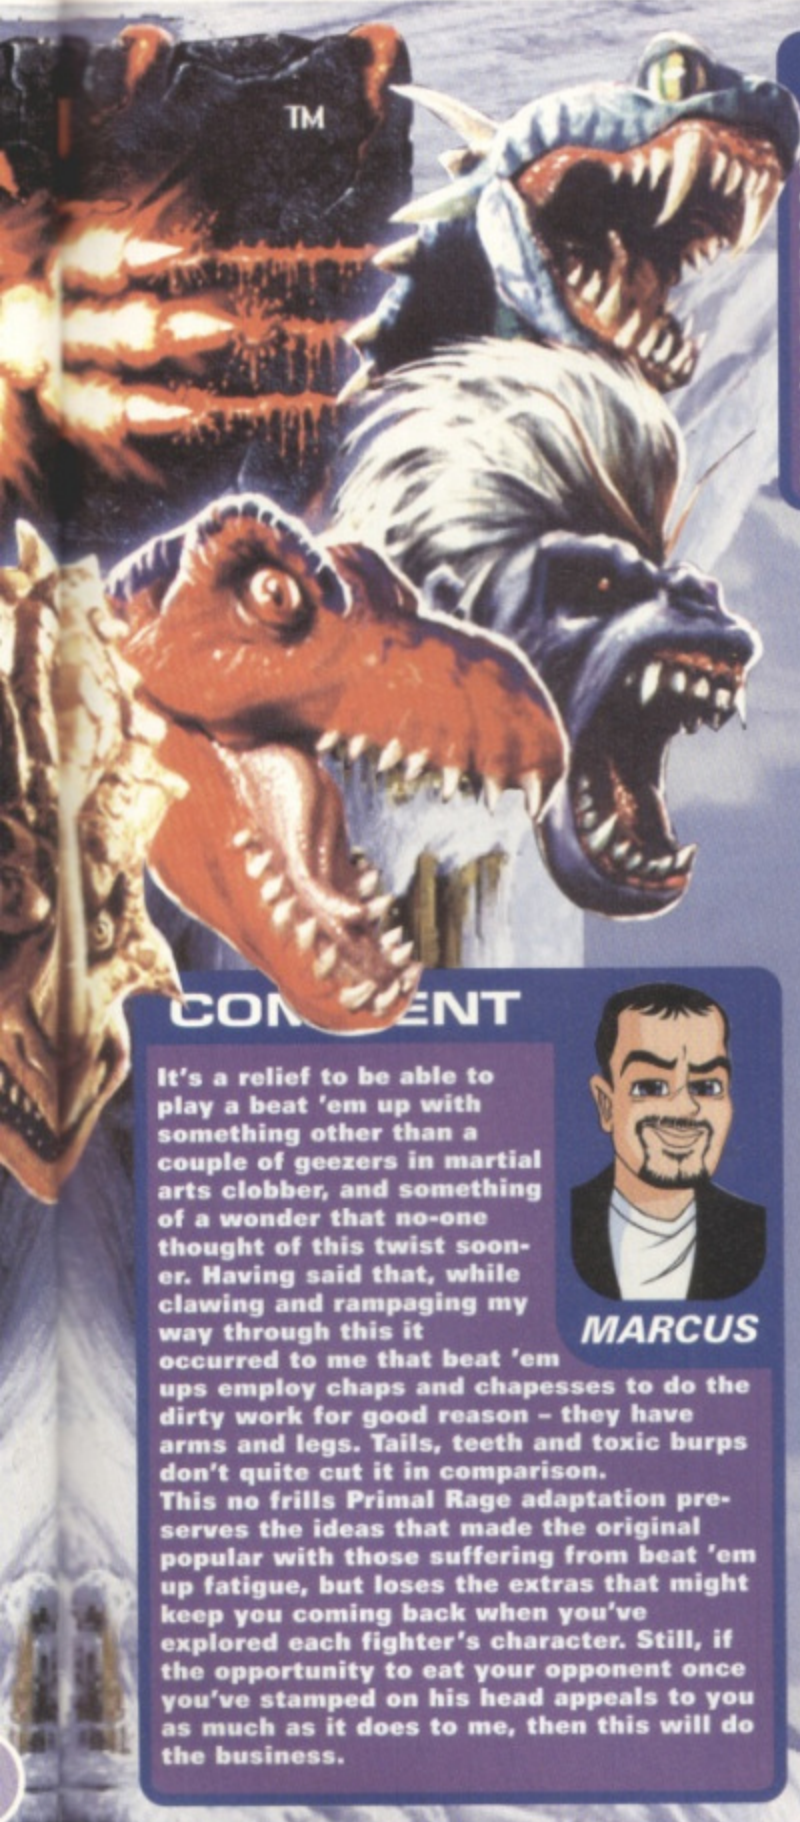 TM
COMMENT
It's a relief to be able to
play a beat 'em up with
something other than a
couple of geezers in martial
arts clobber, and something
of a wonder that no-one
thought of this twist soon-
er. Having said that, while
clawing and rampaging my
way through this it
occurred to me that beat 'em
ups employ chaps and chapesses to do the
dirty work for good reason – they have
arms and legs. Tails, teeth and toxic burps
don't quite cut it in comparison.
This no frills Primal Rage adaptation pre-
serves the ideas that made the original
popular with those suffering from beat 'em
up fatigue, but loses the extras that might
keep you coming back when you've
explored each fighter's character. Still, if
the opportunity to eat your opponent once
you've stamped on his head appeals to you
as much as it does to me, then this will do
the business.
MARCUS